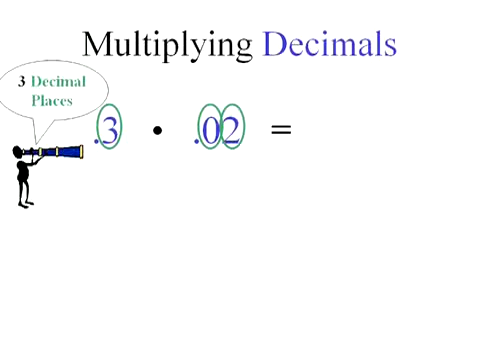 Multiplying Decimals
3 Decimal
Places
.3 • .02 =